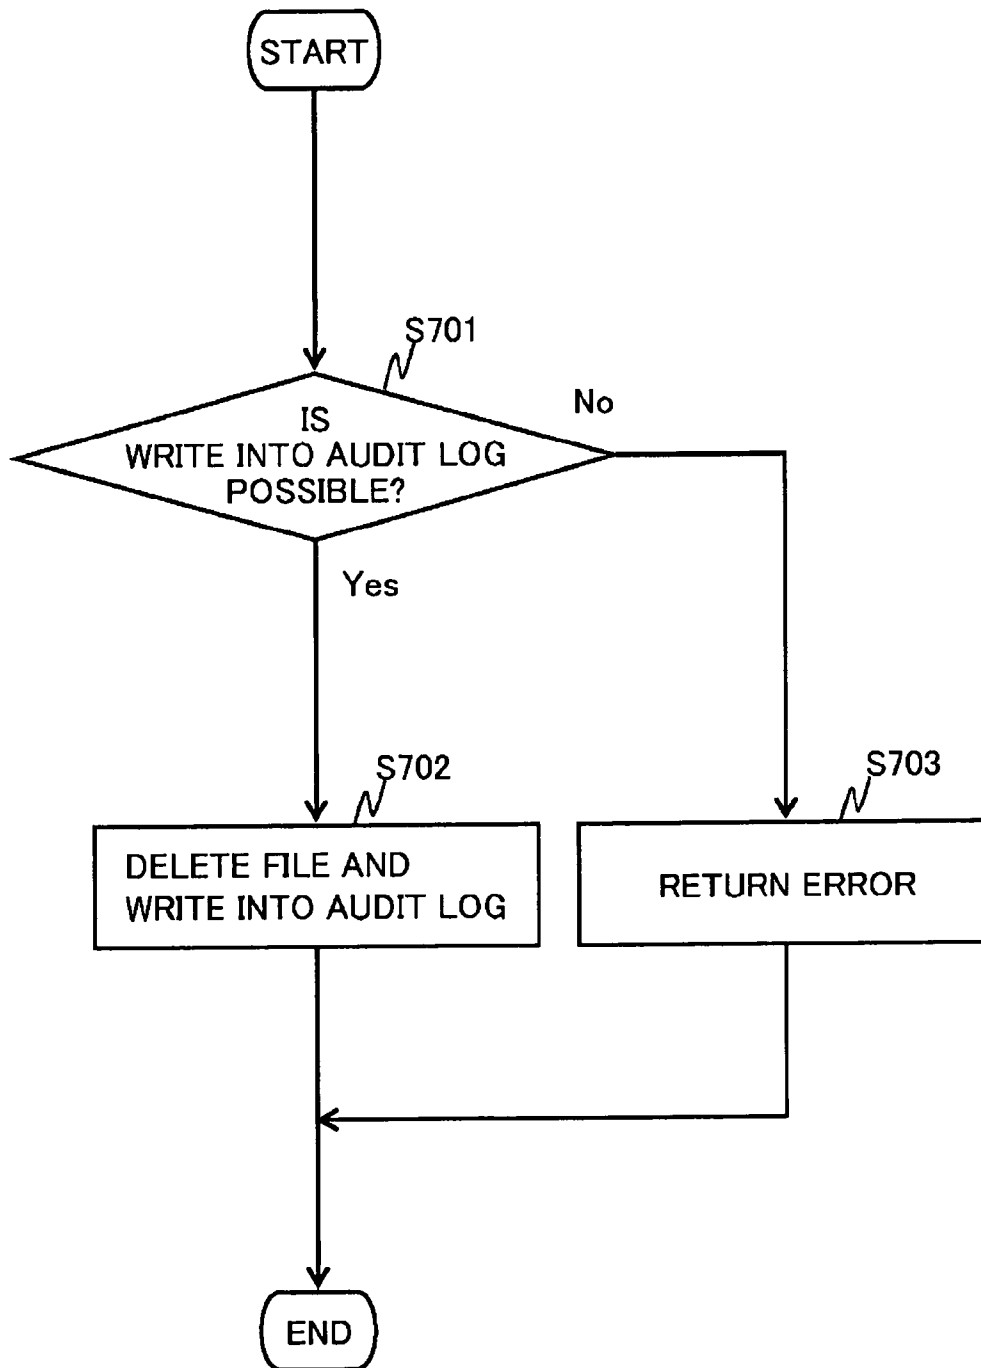 START
S701
No
IS
WRITE INTO AUDIT LOG
POSSIBLE?
Yes
S702
S703
DELETE FILE AND
WRITE INTO AUDIT LOG
RETURN ERROR
END